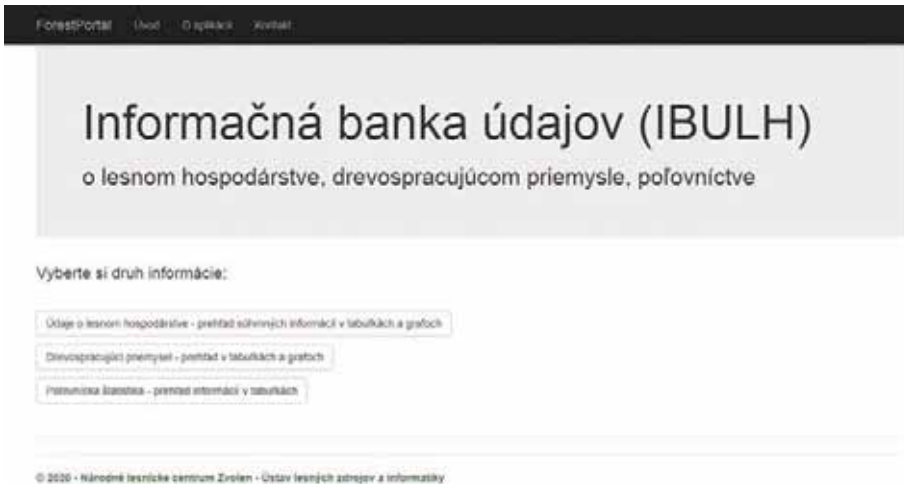 ForestPortal Úvod O aplikácii Kontakt
Informačná banka údajov (IBULH)
o lesnom hospodárstve, drevospracujúcom priemysle, poľovníctve
Vyberte si druh informácie:
Údaje o lesnom hospodárstve - prehľad súhrnných informácií v tabuľkách a grafoch
Drevospracujúci priemysel - prehľad v tabuľkách a grafoch
Poľovnícka štatistika - prehľad informácií v tabuľkách
© 2020 - Národné lesnícke centrum Zvolen - Ústav lesných zdrojov a informatiky